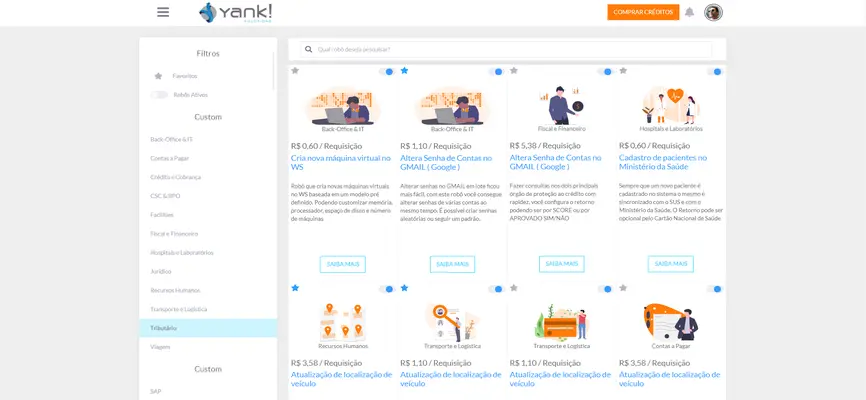 Yank!
SOLUTIONS
COMPRAR CRÉDITOS
Filtros
Favoritos
Robôs Ativos
Custom
Back-Office & IT
Contas a Pagar
Crédito e Cobrança
CSC & BPO
Facilities
Fiscal e Financeiro
Hospitais e Laboratórios
Jurídico
Recursos Humanos
Transporte e Logística
Tributário
Viagem
Custom
SAP
Qual robô deseja pesquisar?
Back-Office & IT
R$ 0,60 / Requisição
Cria nova máquina virtual no
WS
Robô que cria novas máquinas virtuais
no WS baseada em um modelo pré
definido. Podendo customizar memória,
processador, espaço de disco e número
de máquinas
SAIBA MAIS
Back-Office & IT
R$ 1,10 / Requisição
Altera Senha de Contas no
GMAIL ( Google )
Alterar senhas no GMAIL em lote ficou
mais fácil, com este robô você consegue
alterar senhas de várias contas ao
mesmo tempo. É possível criar senhas
aleatórias ou seguir um padrão.
SAIBA MAIS
Fiscal e Financeiro
R$ 5,38 / Requisição
Altera Senha de Contas no
GMAIL ( Google )
Fazer consultas nos dois principais
orgão de proteção ao crédito com
rapidez, você configura o retorno
podendo ser por SCORE ou por
APROVADO SIM/NÃO
SAIBA MAIS
Hospitais e Laboratórios
R$ 0,60 / Requisição
Cadastro de pacientes no
Ministério da Saúde
Sempre que um novo paciente é
cadastrado no sistema o mesmo é
sincronizado com o SUS e com o
Ministério da Saúde, O Retorno pode ser
opcional pelo Cartão Nacional de Saúde
SAIBA MAIS
Recursos Humanos
R$ 3,58 / Requisição
Atualização de localização de
veículo
Transporte e Logística
R$ 1,10 / Requisição
Atualização de localização de
veículo
Transporte e Logística
R$ 1,10 / Requisição
Atualização de localização de
veículo
Contas a Pagar
R$ 3,58 / Requisição
Atualização de localização de
veículo